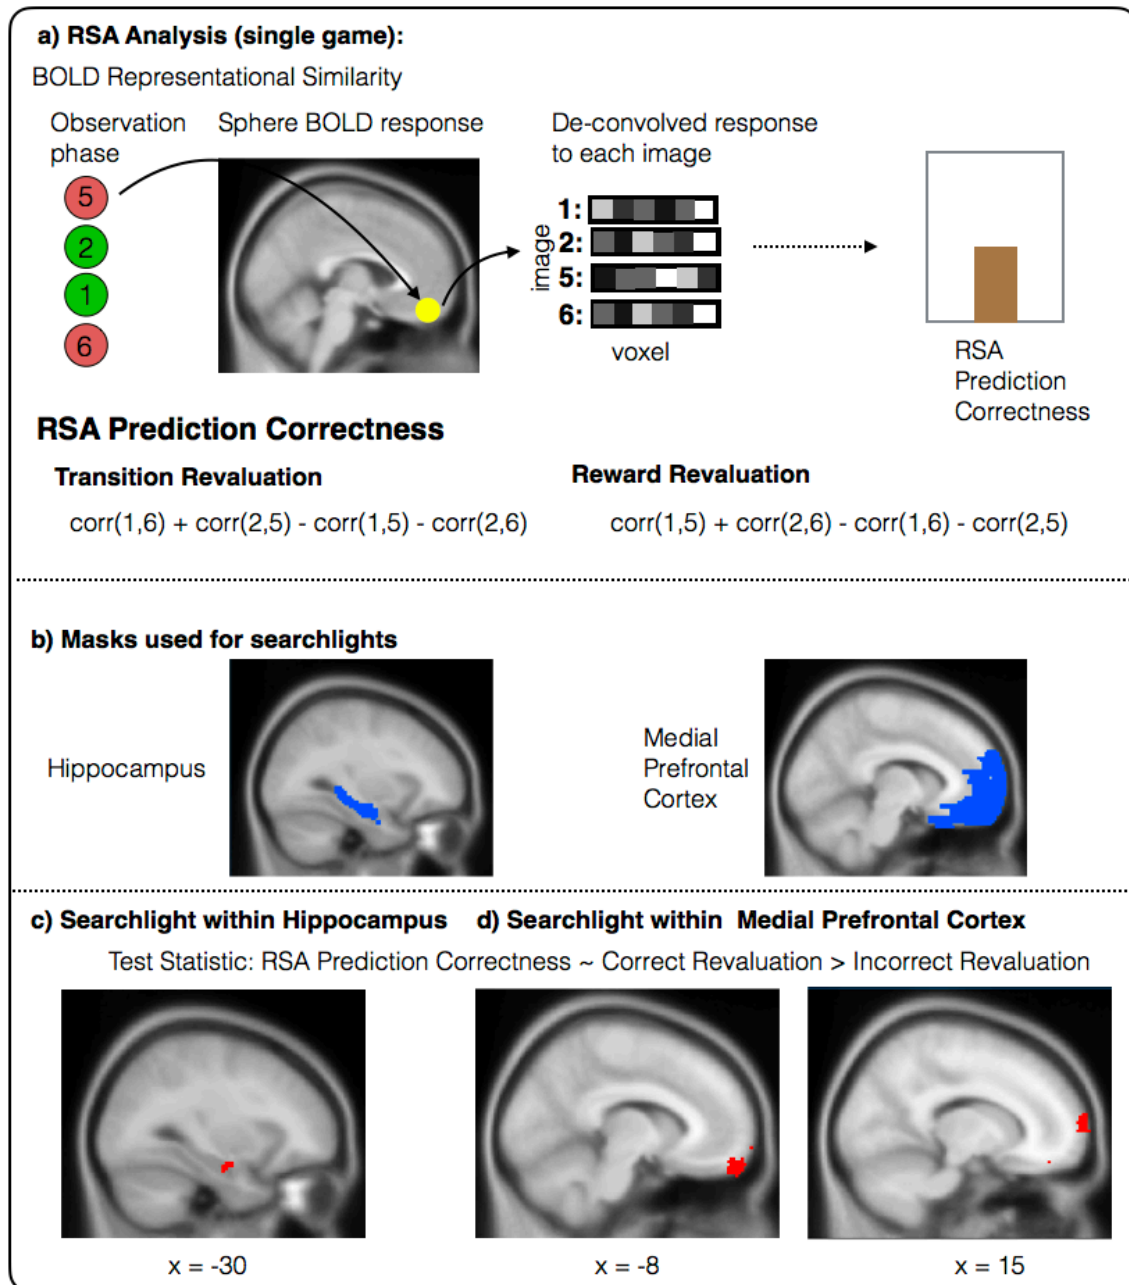 a) RSA Analysis (single game):
BOLD Representational Similarity
Observation
phase
Sphere BOLD response
De-convolved response
to each image
5
2
1
6
image
1:
2:
5:
6:
voxel
RSA
Prediction
Correctness
RSA Prediction Correctness
Transition Revaluation
Reward Revaluation
corr(1,6) + corr(2,5) - corr(1,5) - corr(2,6)
corr(1,5) + corr(2,6) - corr(1,6) - corr(2,5)
b) Masks used for searchlights
Hippocampus
Medial
Prefrontal
Cortex
c) Searchlight within Hippocampus
d) Searchlight within Medial Prefrontal Cortex
Test Statistic: RSA Prediction Correctness ~ Correct Revaluation > Incorrect Revaluation
x = -30
x = -8
x = 15